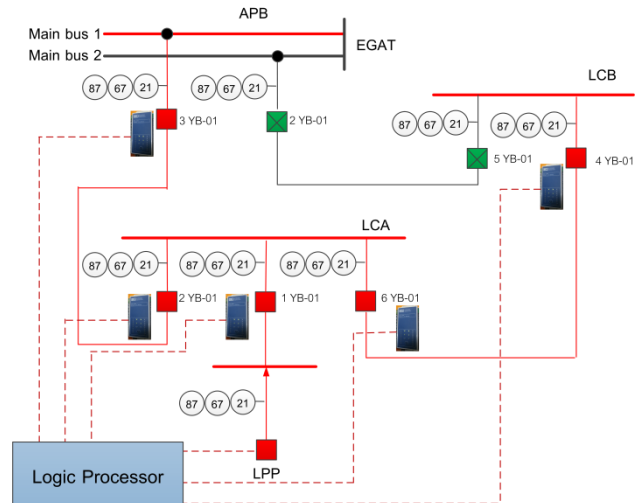 APB
Main bus 1
EGAT
Main bus 2
LCB
87 67 21
87 67 21
87 67 21
87 67 21
3 YB-01
2 YB-01
5 YB-01
4 YB-01
LCA
87 67 21
87 67 21
87 67 21
2 YB-01
1 YB-01
6 YB-01
87 67 21
LPP
Logic Processor